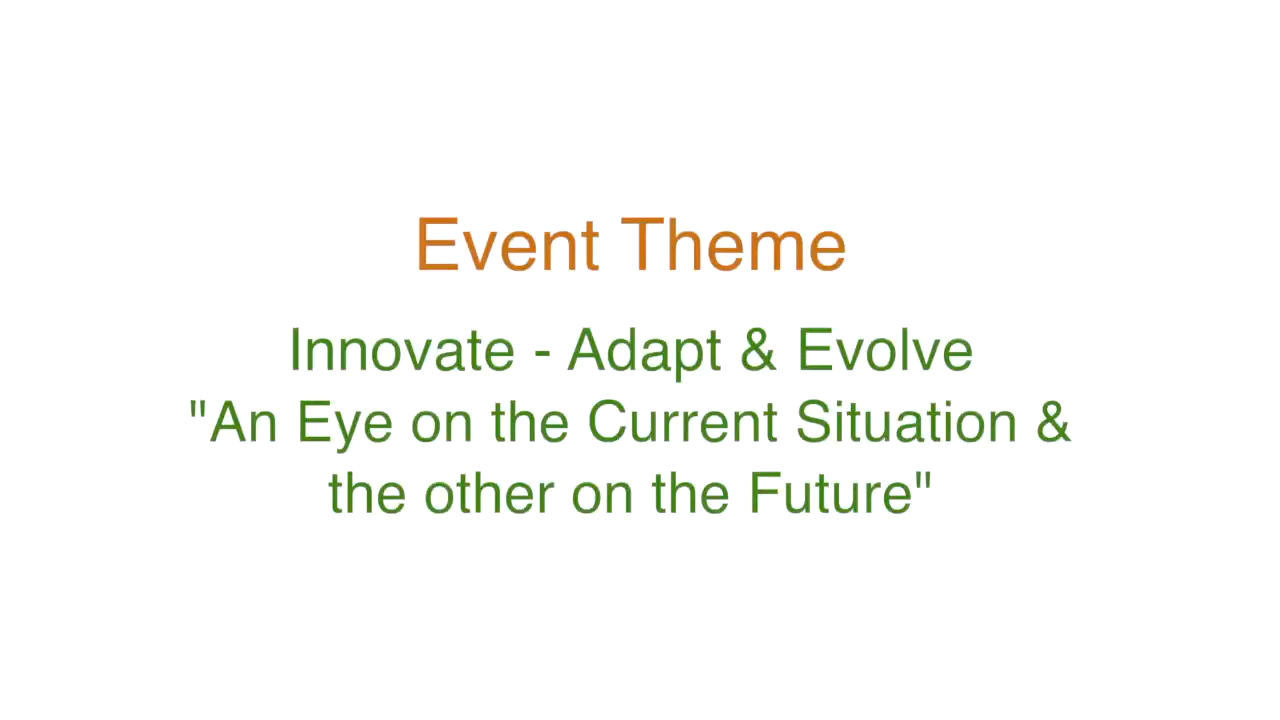 Event Theme
Innovate - Adapt & Evolve
"An Eye on the Current Situation &
the other on the Future"